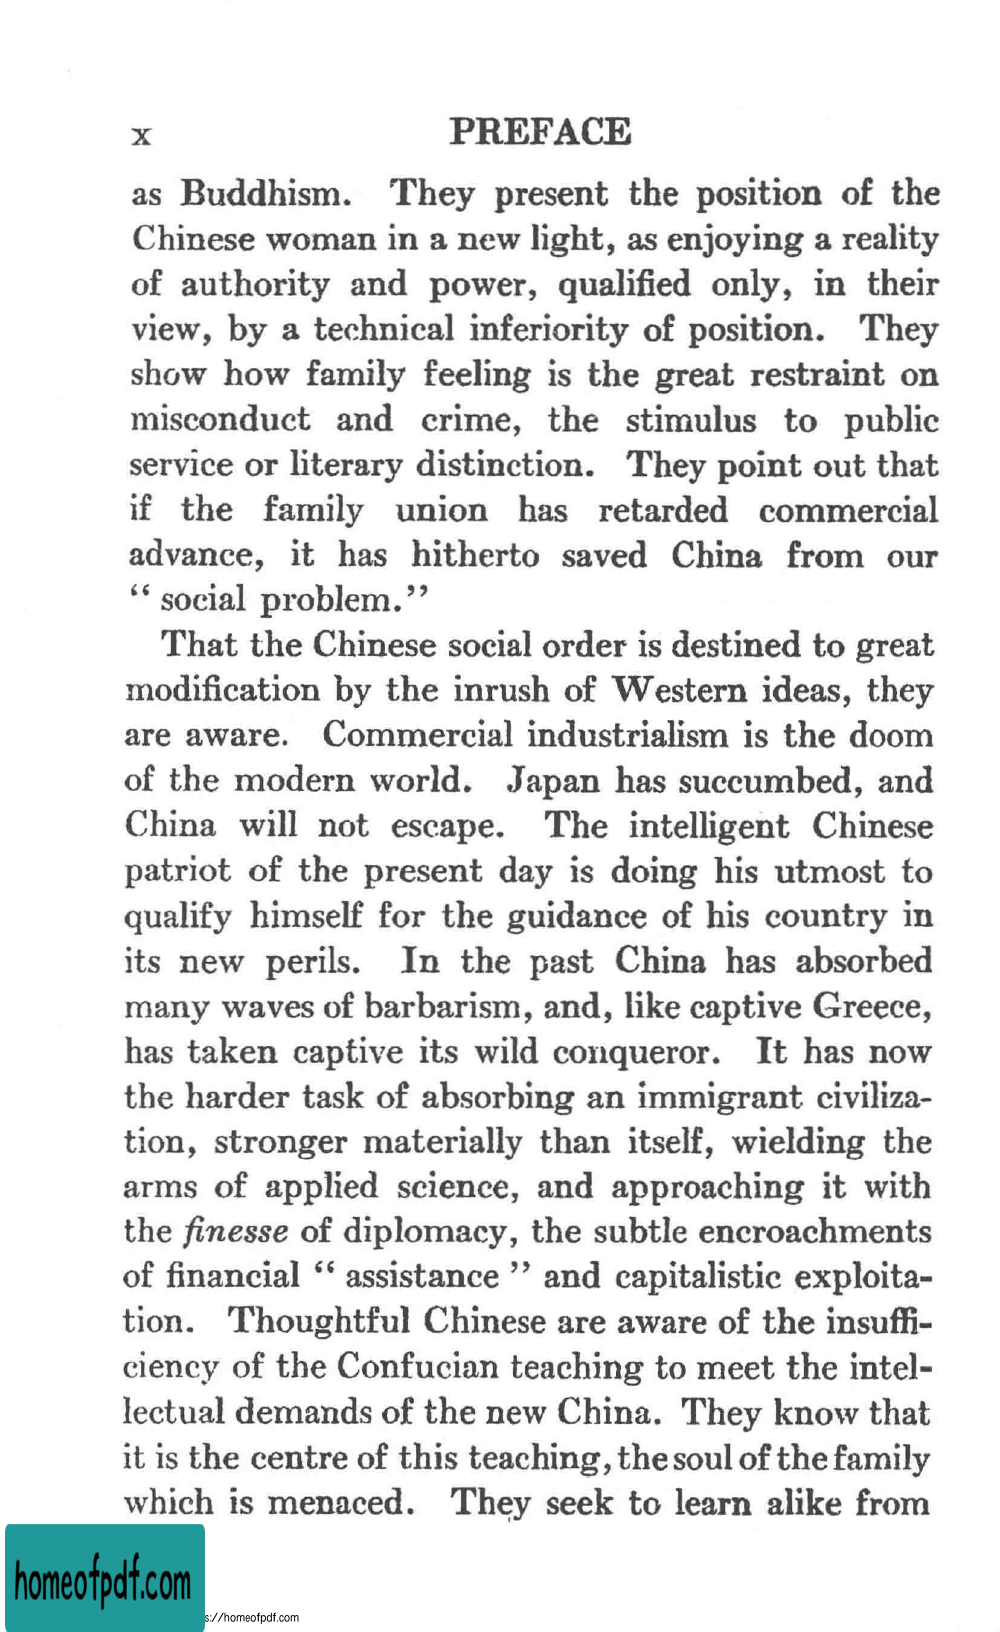 x PREFACE
as Buddhism. They present the position of the
Chinese woman in a new light, as enjoying a reality
of authority and power, qualified only, in their
view, by a technical inferiority of position. They
show how family feeling is the great restraint on
misconduct and crime, the stimulus to public
service or literary distinction. They point out that
if the family union has retarded commercial
advance, it has hitherto saved China from our
“ social problem.”
That the Chinese social order is destined to great
modification by the inrush of Western ideas, they
are aware. Commercial industrialism is the doom
of the modern world. Japan has succumbed, and
China will not escape. The intelligent Chinese
patriot of the present day is doing his utmost to
qualify himself for the guidance of his country in
its new perils. In the past China has absorbed
many waves of barbarism, and, like captive Greece,
has taken captive its wild conqueror. It has now
the harder task of absorbing an immigrant civiliza-
tion, stronger materially than itself, wielding the
arms of applied science, and approaching it with
the finesse of diplomacy, the subtle encroachments
of financial “ assistance ” and capitalistic exploita-
tion. Thoughtful Chinese are aware of the insuffi-
ciency of the Confucian teaching to meet the intel-
lectual demands of the new China. They know that
it is the centre of this teaching, the soul of the family
which is menaced. They seek to learn alike from
homeofpdf.com
s://homeofpdf.com